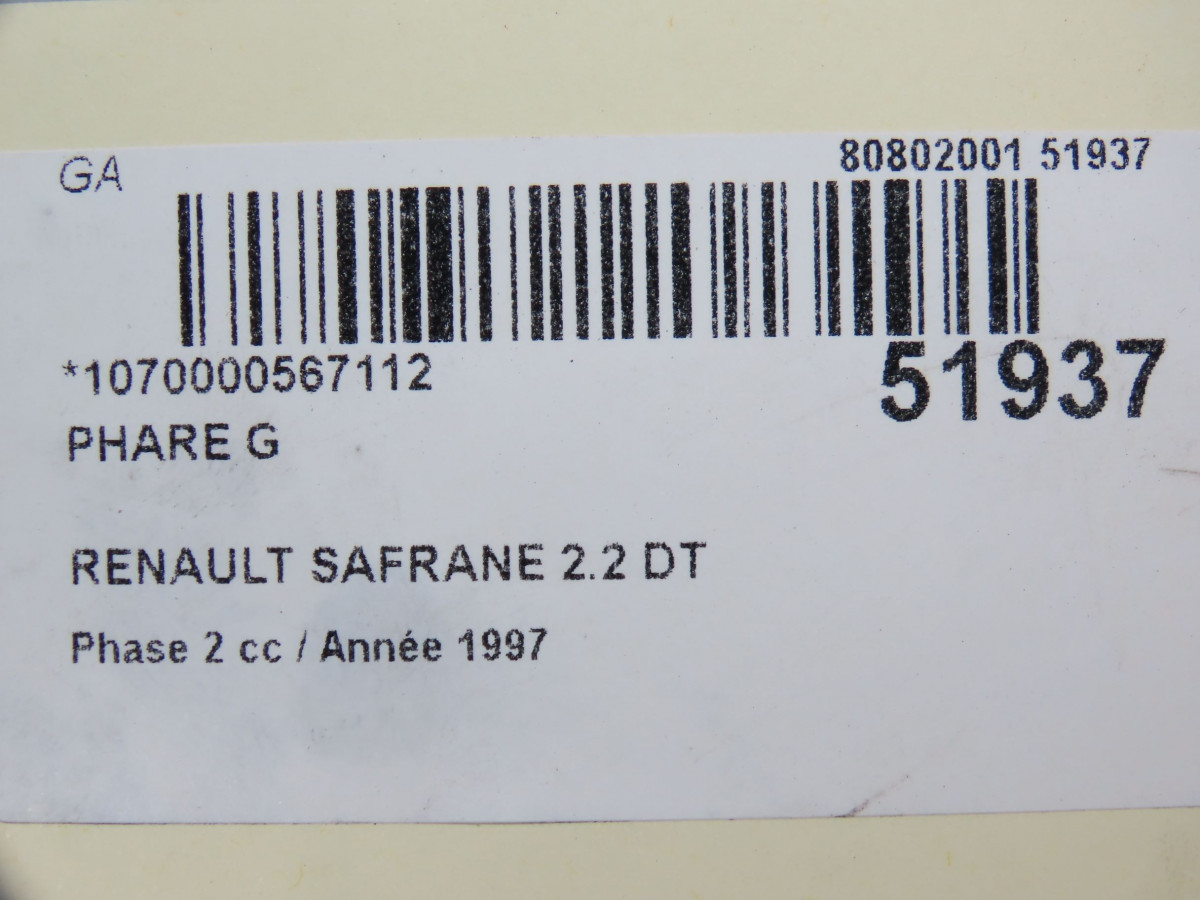 GA
80802001 51937
*1070000567112
51937
PHARE G
RENAULT SAFRANE 2.2 DT
Phase 2 cc / Année 1997